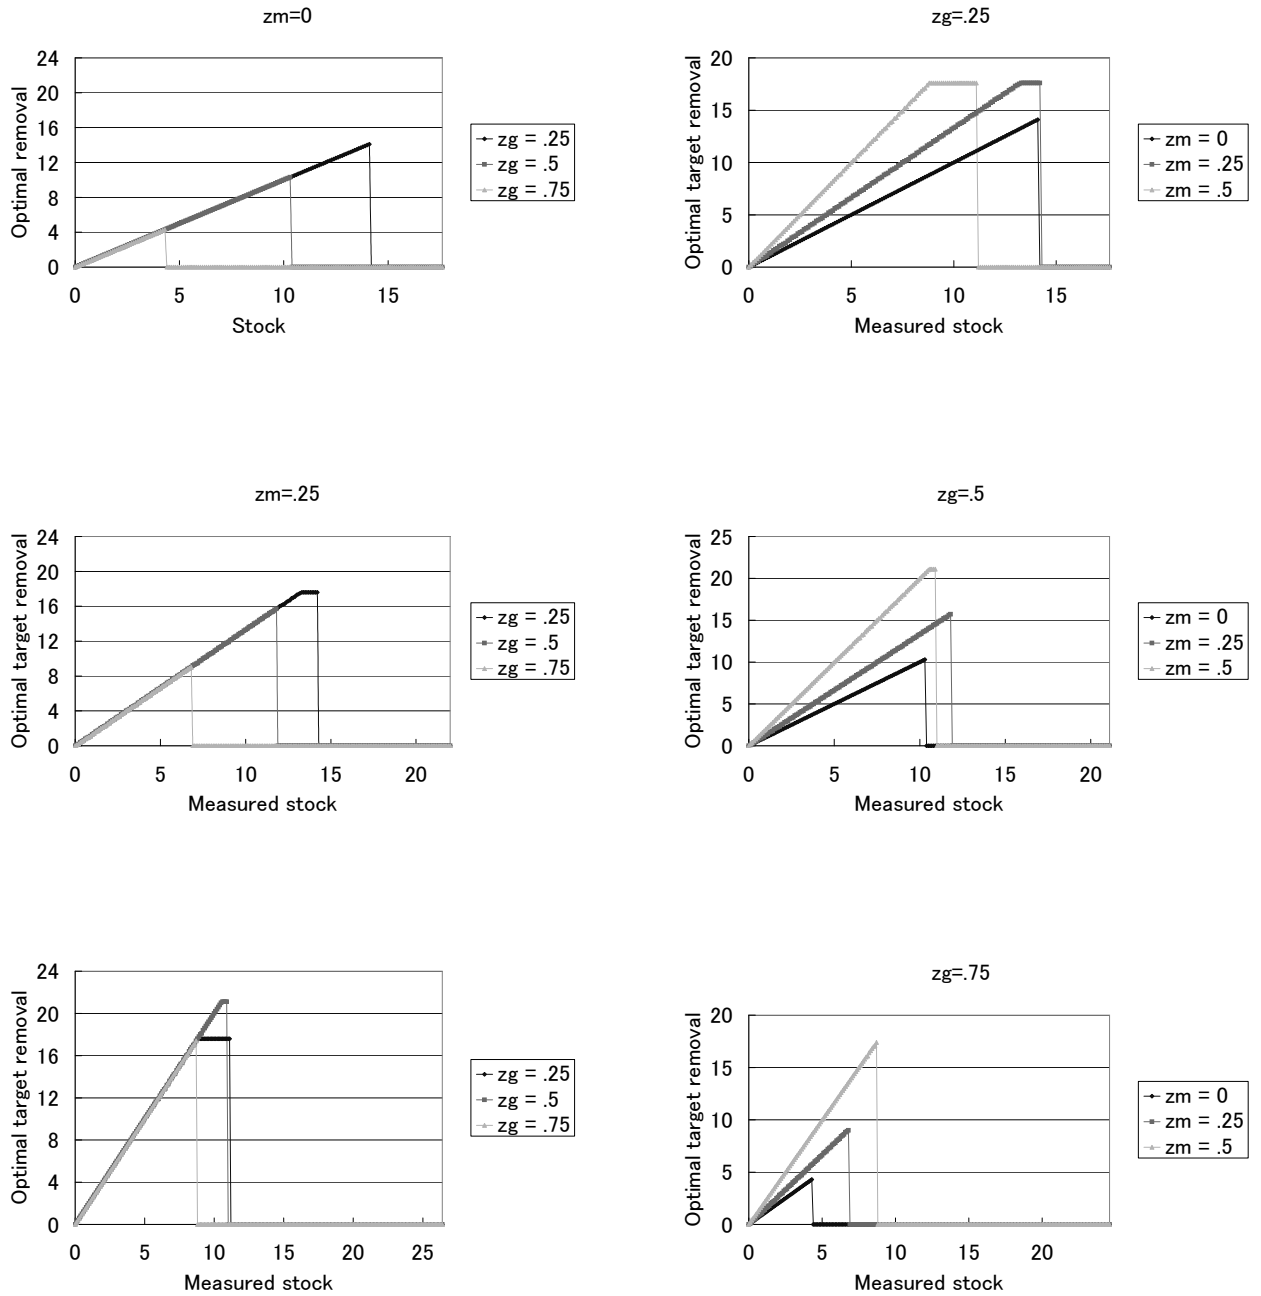 zm=0
Optimal removal
24
20
16
12
8
4
0
0 5 10 15
Stock
zg = .25
zg = .5
zg = .75
zg=.25
Optimal target removal
20
15
10
5
0
0 5 10 15
Measured stock
zm = 0
zm = .25
zm = .5
zm=.25
Optimal target removal
24
20
16
12
8
4
0
0 5 10 15 20
Measured stock
zg = .25
zg = .5
zg = .75
zg=.5
Optimal target removal
25
20
15
10
5
0
0 5 10 15 20
Measured stock
zm = 0
zm = .25
zm = .5
Optimal target removal
24
20
16
12
8
4
0
0 5 10 15 20 25
Measured stock
zg = .25
zg = .5
zg = .75
zg=.75
Optimal target removal
20
15
10
5
0
0 5 10 15 20
Measured stock
zm = 0
zm = .25
zm = .5